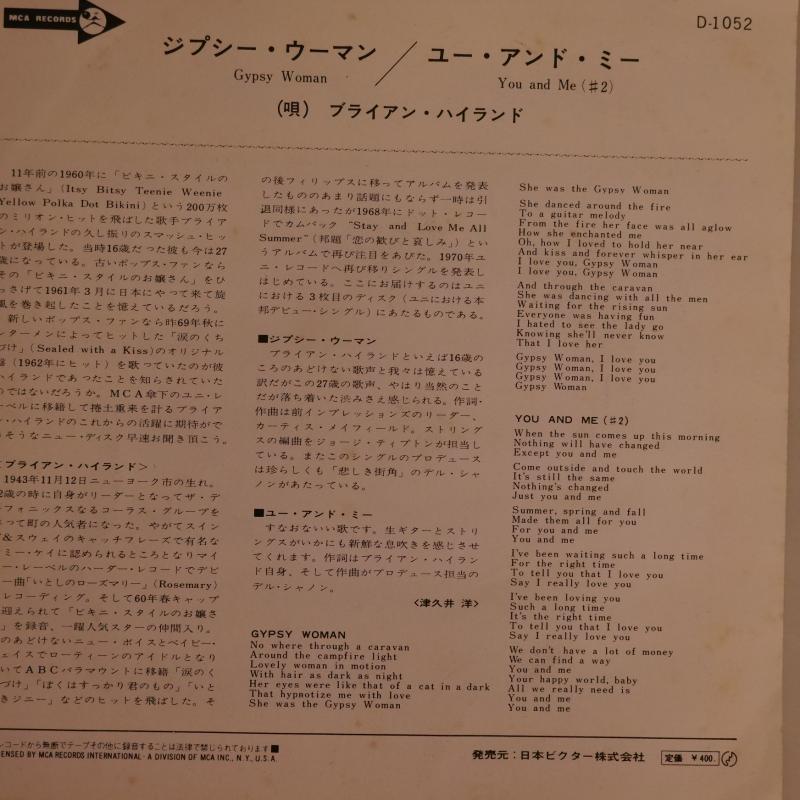 MCA RECORDS
D-1052
ジプシー・ウーマン／ユー・アンド・ミー
Gypsy Woman You and Me (♯2)
(唄) ブライアン・ハイランド
11年前の1960年に「ビキニ・スタイルの
お嬢さん」(Itsy Bitsy Teenie Weenie
Yellow Polka Dot Bikini) という200万枚
のミリオン・ヒットを飛ばした歌手ブライア
ン・ハイランドの久し振りのスマッシュ・ヒッ
トが登場した。当時16歳だった彼も今は27
歳になっている。古いポップス・ファンなら
その「ビキニ・スタイルのお嬢さん」をひ
っさげて1961年3月に日本にやって来て旋
風を巻き起したことを憶えているだろう。
新しいポップス・ファンなら昨69年秋に
レターメンによってヒットした「涙のくち
づけ」(Sealed with a Kiss)のオリジナル
盤 (1962年にヒット) を歌っていたのが彼
ハイランドであつたことを知らされていた
のではないだろうか。MCA傘下のユニ・レ
ーベルに移籍して捲土重来を計るブライア
ン・ハイランドのこれからの活躍に期待がで
きそうなニュー・ディスク早速お聞き頂こう。
ブライアン・ハイランド＞
1943年11月12日ニューヨーク市の生れ。
2歳の時に自身がリーダーとなってザ・デ
フォニックスなるコーラス・グループを
って町の人気者になった。やがてスイン
＆スウェイのキャッチフレーズで有名な
ミー・ケイに認められるところとなりマイ
ー・レーベルのハーダー・レコードでデビ
一曲「いとしのローズマリー」(Rosemary)
レコーディング。そして60年春キャップ
迎えられて「ビキニ・スタイルのお嬢さ
」を録音、一躍人気スターの仲間入り。
のあどけないニュー・ボイスとベイビー・
ェイスでローティーンのアイドルとなり
いてABCパラマウントに移籍「涙のく
づけ」「ぼくはすっかり君のもの」「いと
きジニー」などのヒットを飛ばした。そ
の後フィリップスに移ってアルバムを発表
したもののあまり話題にもならず一時は引
退同様にあったが1968年にドット・レコー
ドでカムバック “Stay and Love Me All
Summer”(邦題「恋の歓びと哀しみ」) とい
うアルバムで再び注目をあびた。1970年ユ
ニ・レコードへ再び移りシングルを発表し
はじめている。ここにお届けするのはユニ
における3枚目のディスク (ユニにおける本
邦デビュー・シングル) にあたるものである。
■ジプシー・ウーマン
ブライアン・ハイランドといえば16歳の
ころのあどけない歌声と我々は憶えている
訳だがこの27歳の歌声、やはり当然のこと
だが落ち着いた渋みさえ感じられる。作詞・
作曲は前インプレッションズのリーダー、
カーティス・メイフィールド。ストリング
スの編曲をジョージ・ティプトンが担当し
ている。またこのシングルのプロデュース
は珍らしくも「悲しき街角」のデル・シャ
ノンがあたっている。
■ユー・アンド・ミー
すなおないい歌です。生ギターとストリ
ングスがいかにも新鮮な息吹きを感じさせ
てくれます。作詞はブライアン・ハイラン
ド自身、そして作曲がプロデュース担当の
デル・シャノン。
＜津久井 洋＞
GYPSY WOMAN
No where through a caravan
Around the campfire light
Lovely woman in motion
With hair as dark as night
Her eyes were like that of a cat in a dark
That hypnotize me with love
She was the Gypsy Woman
She was the Gypsy Woman
She danced around the fire
To a guitar melody
From the fire her face was all aglow
How she enchanted me
Oh, how I loved to hold her near
And kiss and forever whisper in her ear
I love you, Gypsy Woman
I love you, Gypsy Woman
And through the caravan
She was dancing with all the men
Waiting for the rising sun
Everyone was having fun
I hated to see the lady go
Knowing she'll never know
That I love her
Gypsy Woman, I love you
Gypsy Woman, I love you
Gypsy Woman, I love you
Gypsy Woman
YOU AND ME (♯2)
When the sun comes up this morning
Nothing will have changed
Except you and me
Come outside and touch the world
It's still the same
Nothing's changed
Just you and me
Summer, spring and fall
Made them all for you
For you and me
You and me
I've been waiting such a long time
For the right time
To tell you that I love you
Say I really love you
I've been loving you
Such a long time
It's the right time
To tell you that I love you
Say I really love you
We don't have a lot of money
We can find a way
You and me
Your happy world, baby
All we really need is
You and me
You and me
レコードから無断でテープその他に録音することは法律で禁じられております■
ENSED BY MCA RECORDS INTERNATIONAL・A DIVISION OF MCA INC., N.Y., U.S.A.
発売元：日本ビクター株式会社
定価 ￥400.